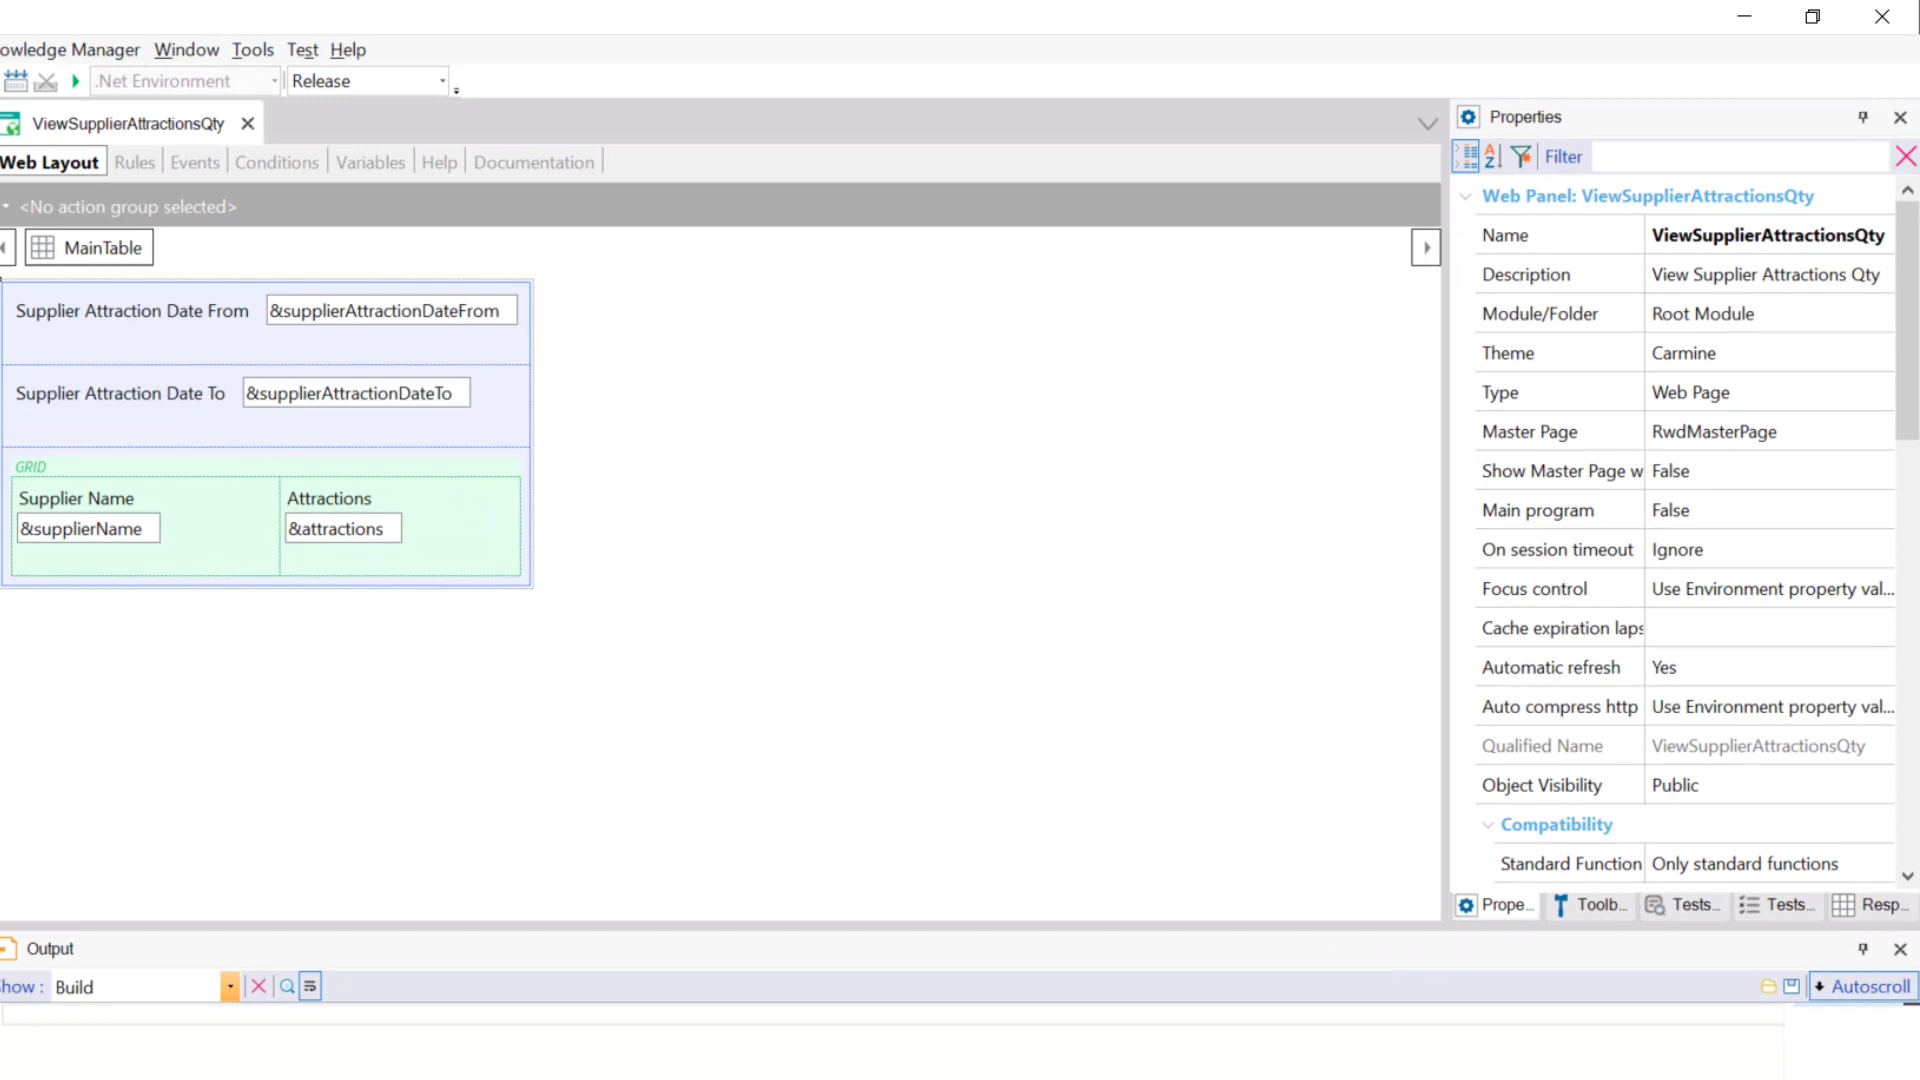 owledge Manager Window Tools Test Help
.Net Environment Release
ViewSupplierAttractionsQty
Web Layout Rules Events Conditions Variables Help Documentation
<No action group selected>
MainTable
Supplier Attraction Date From &supplierAttractionDateFrom
Supplier Attraction Date To &supplierAttractionDateTo
GRID
Supplier Name Attractions
&supplierName &attractions
Properties
Filter
Web Panel: ViewSupplierAttractionsQty
Name ViewSupplierAttractionsQty
Description View Supplier Attractions Qty
Module/Folder Root Module
Theme Carmine
Type Web Page
Master Page RwdMasterPage
Show Master Page w False
Main program False
On session timeout Ignore
Focus control Use Environment property val...
Cache expiration laps
Automatic refresh Yes
Auto compress http Use Environment property val...
Qualified Name ViewSupplierAttractionsQty
Object Visibility Public
Compatibility
Standard Function Only standard functions
Prope... Toolb... Tests... Tests... Resp...
Output
how : Build Autoscroll